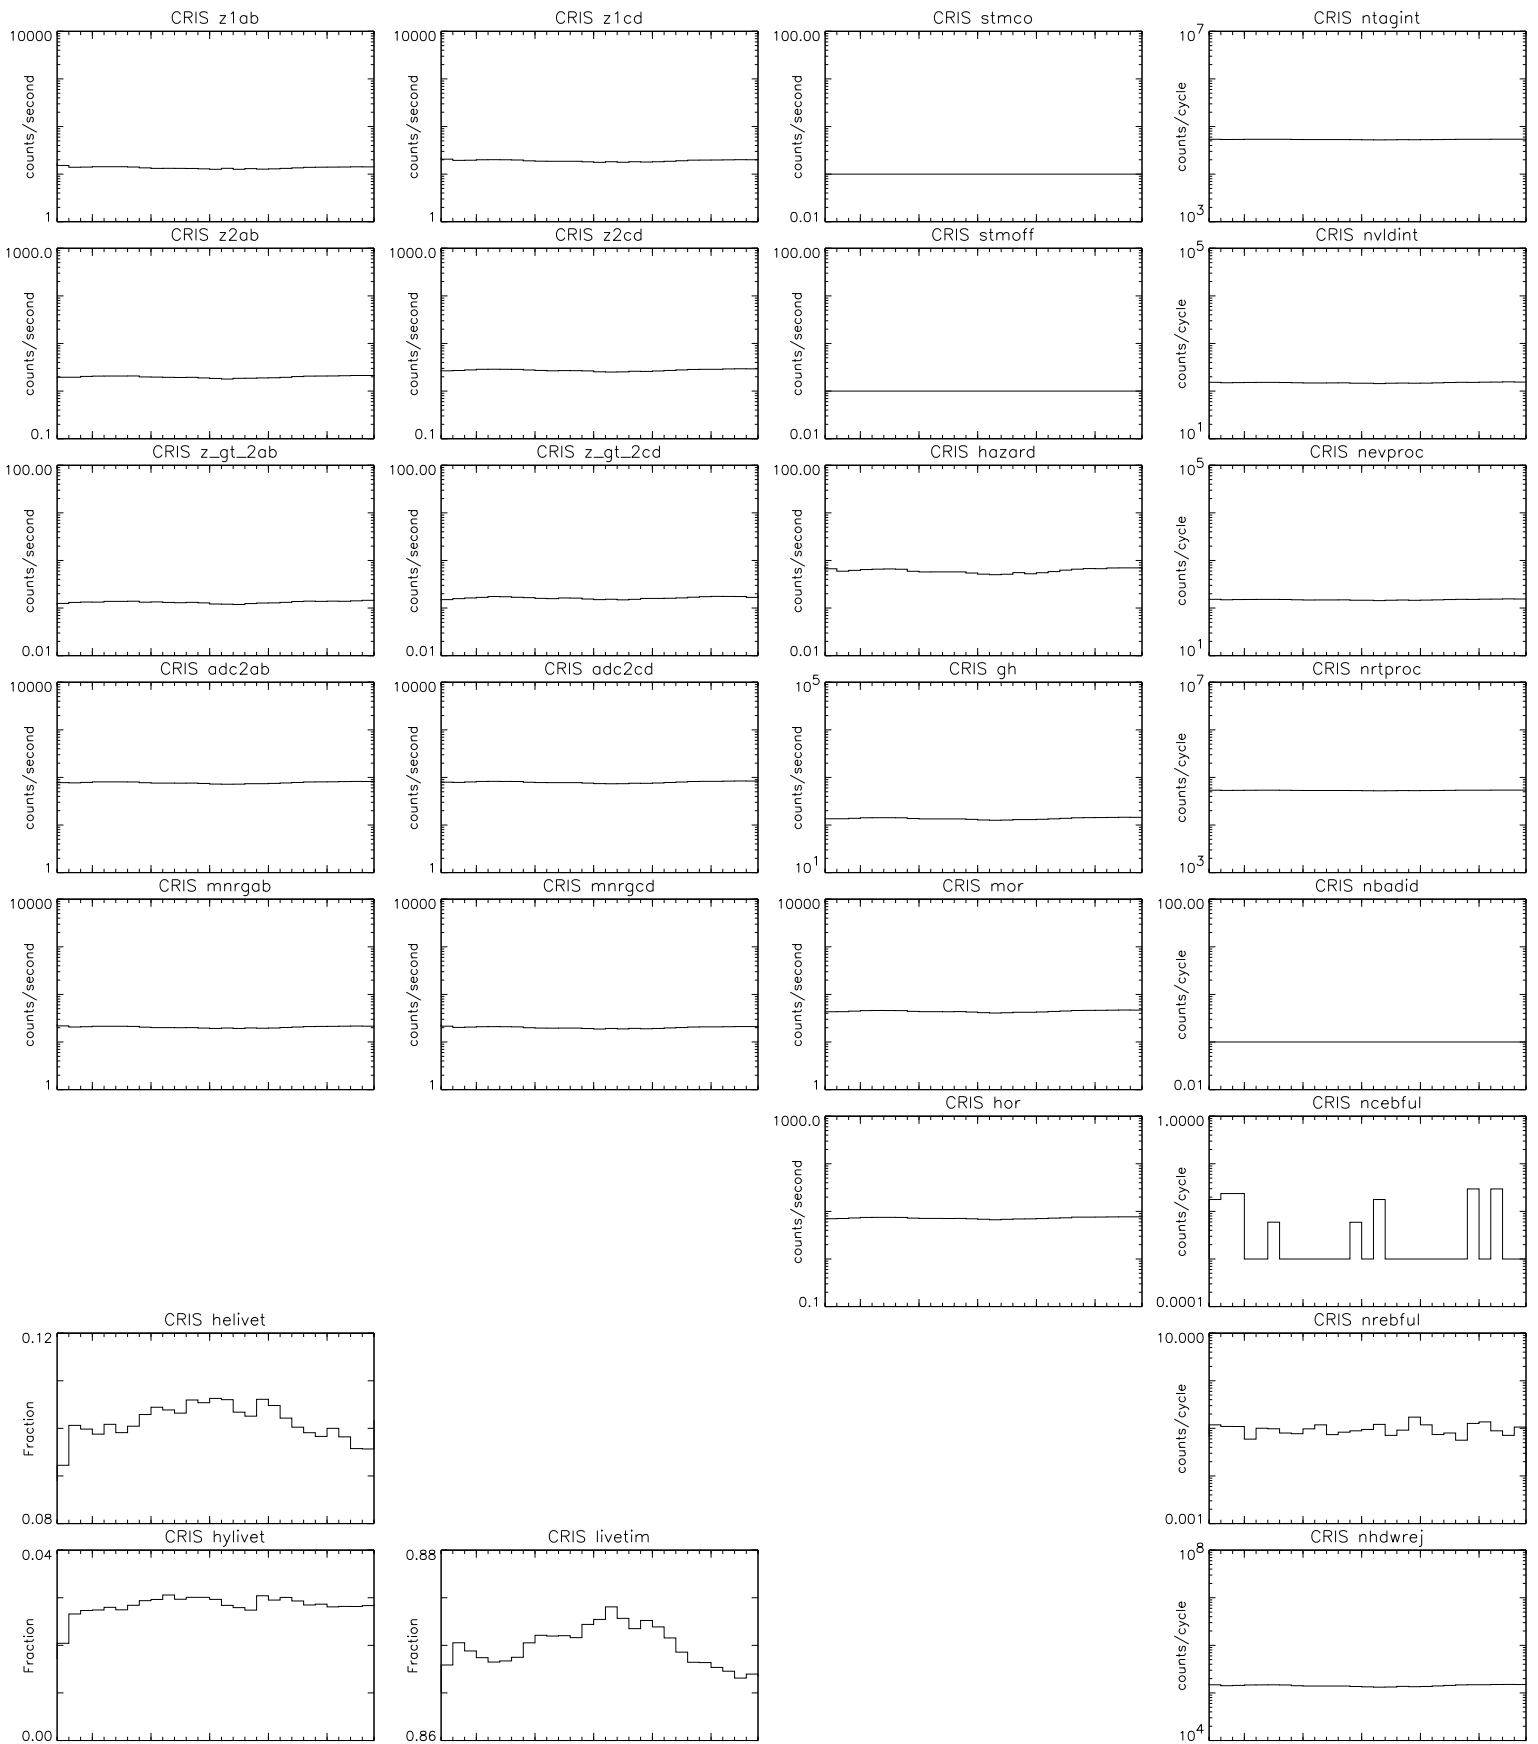 CRIS z1ab
10000
counts/second
1
CRIS z1cd
10000
counts/second
1
CRIS stmco
100.00
counts/second
0.01
CRIS ntagint
10^7
counts/cycle
10^3
CRIS z2ab
1000.0
counts/second
0.1
CRIS z2cd
1000.0
counts/second
0.1
CRIS stmoff
100.00
counts/second
0.01
CRIS nvldint
10^5
counts/cycle
10^1
CRIS z_gt_2ab
100.00
counts/second
0.01
CRIS z_gt_2cd
100.00
counts/second
0.01
CRIS hazard
100.00
counts/second
0.01
CRIS nevproc
10^5
counts/cycle
10^1
CRIS adc2ab
10000
counts/second
1
CRIS adc2cd
10000
counts/second
1
CRIS gh
10^5
counts/second
10^1
CRIS nrtproc
10^7
counts/cycle
10^3
CRIS mnrgab
10000
counts/second
1
CRIS mnrgcd
10000
counts/second
1
CRIS mor
10000
counts/second
1
CRIS nbadid
100.00
counts/cycle
0.01
CRIS hor
1000.0
counts/second
0.1
CRIS ncebful
1.0000
counts/cycle
0.0001
CRIS helivet
0.12
Fraction
0.08
CRIS nrebful
10.000
counts/cycle
0.001
CRIS hylivet
0.04
Fraction
0.00
CRIS livetim
0.88
Fraction
0.86
CRIS nhdwrej
10^8
counts/cycle
10^4